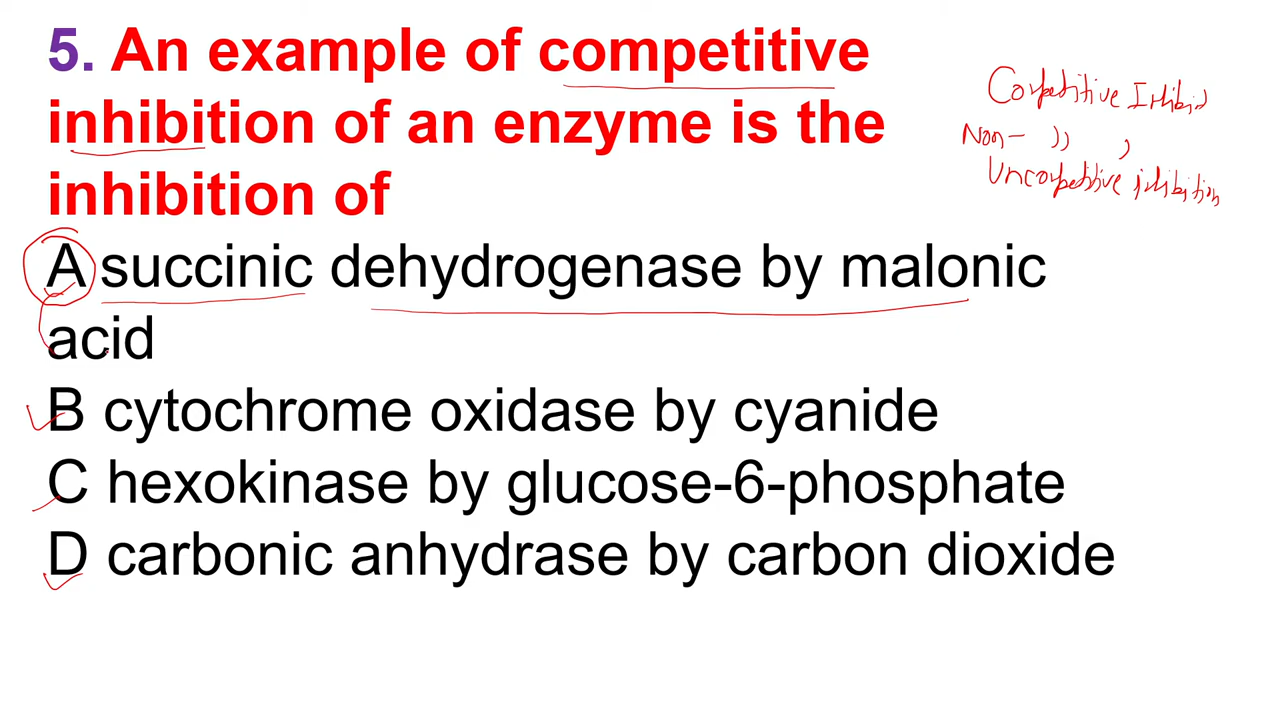 5. An example of competitive
inhibition of an enzyme is the
inhibition of
A succinic dehydrogenase by malonic
acid
B cytochrome oxidase by cyanide
C hexokinase by glucose-6-phosphate
D carbonic anhydrase by carbon dioxide
Competitive
Non- ,, ,
Uncompetitive inhibition